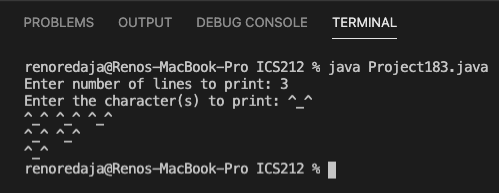 PROBLEMS OUTPUT DEBUG CONSOLE TERMINAL
renoredaja@Renos-MacBook-Pro ICS212 % java Project183.java
Enter number of lines to print: 3
Enter the character(s) to print: ^_^
^_^ ^_^ ^_^
^_^ ^_^
^_^
renoredaja@Renos-MacBook-Pro ICS212 %